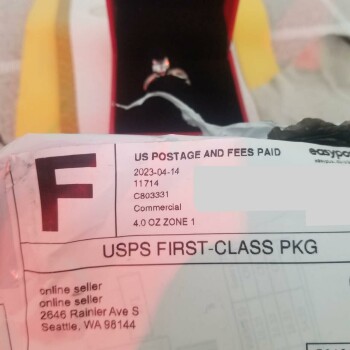 F
US POSTAGE AND FEES PAID
2023-04-14
11714
C803331
Commercial
4.0 OZ ZONE 1
easypo
USPS FIRST-CLASS PKG
online seller
online seller
2646 Rainier Ave S
Seattle, WA 98144